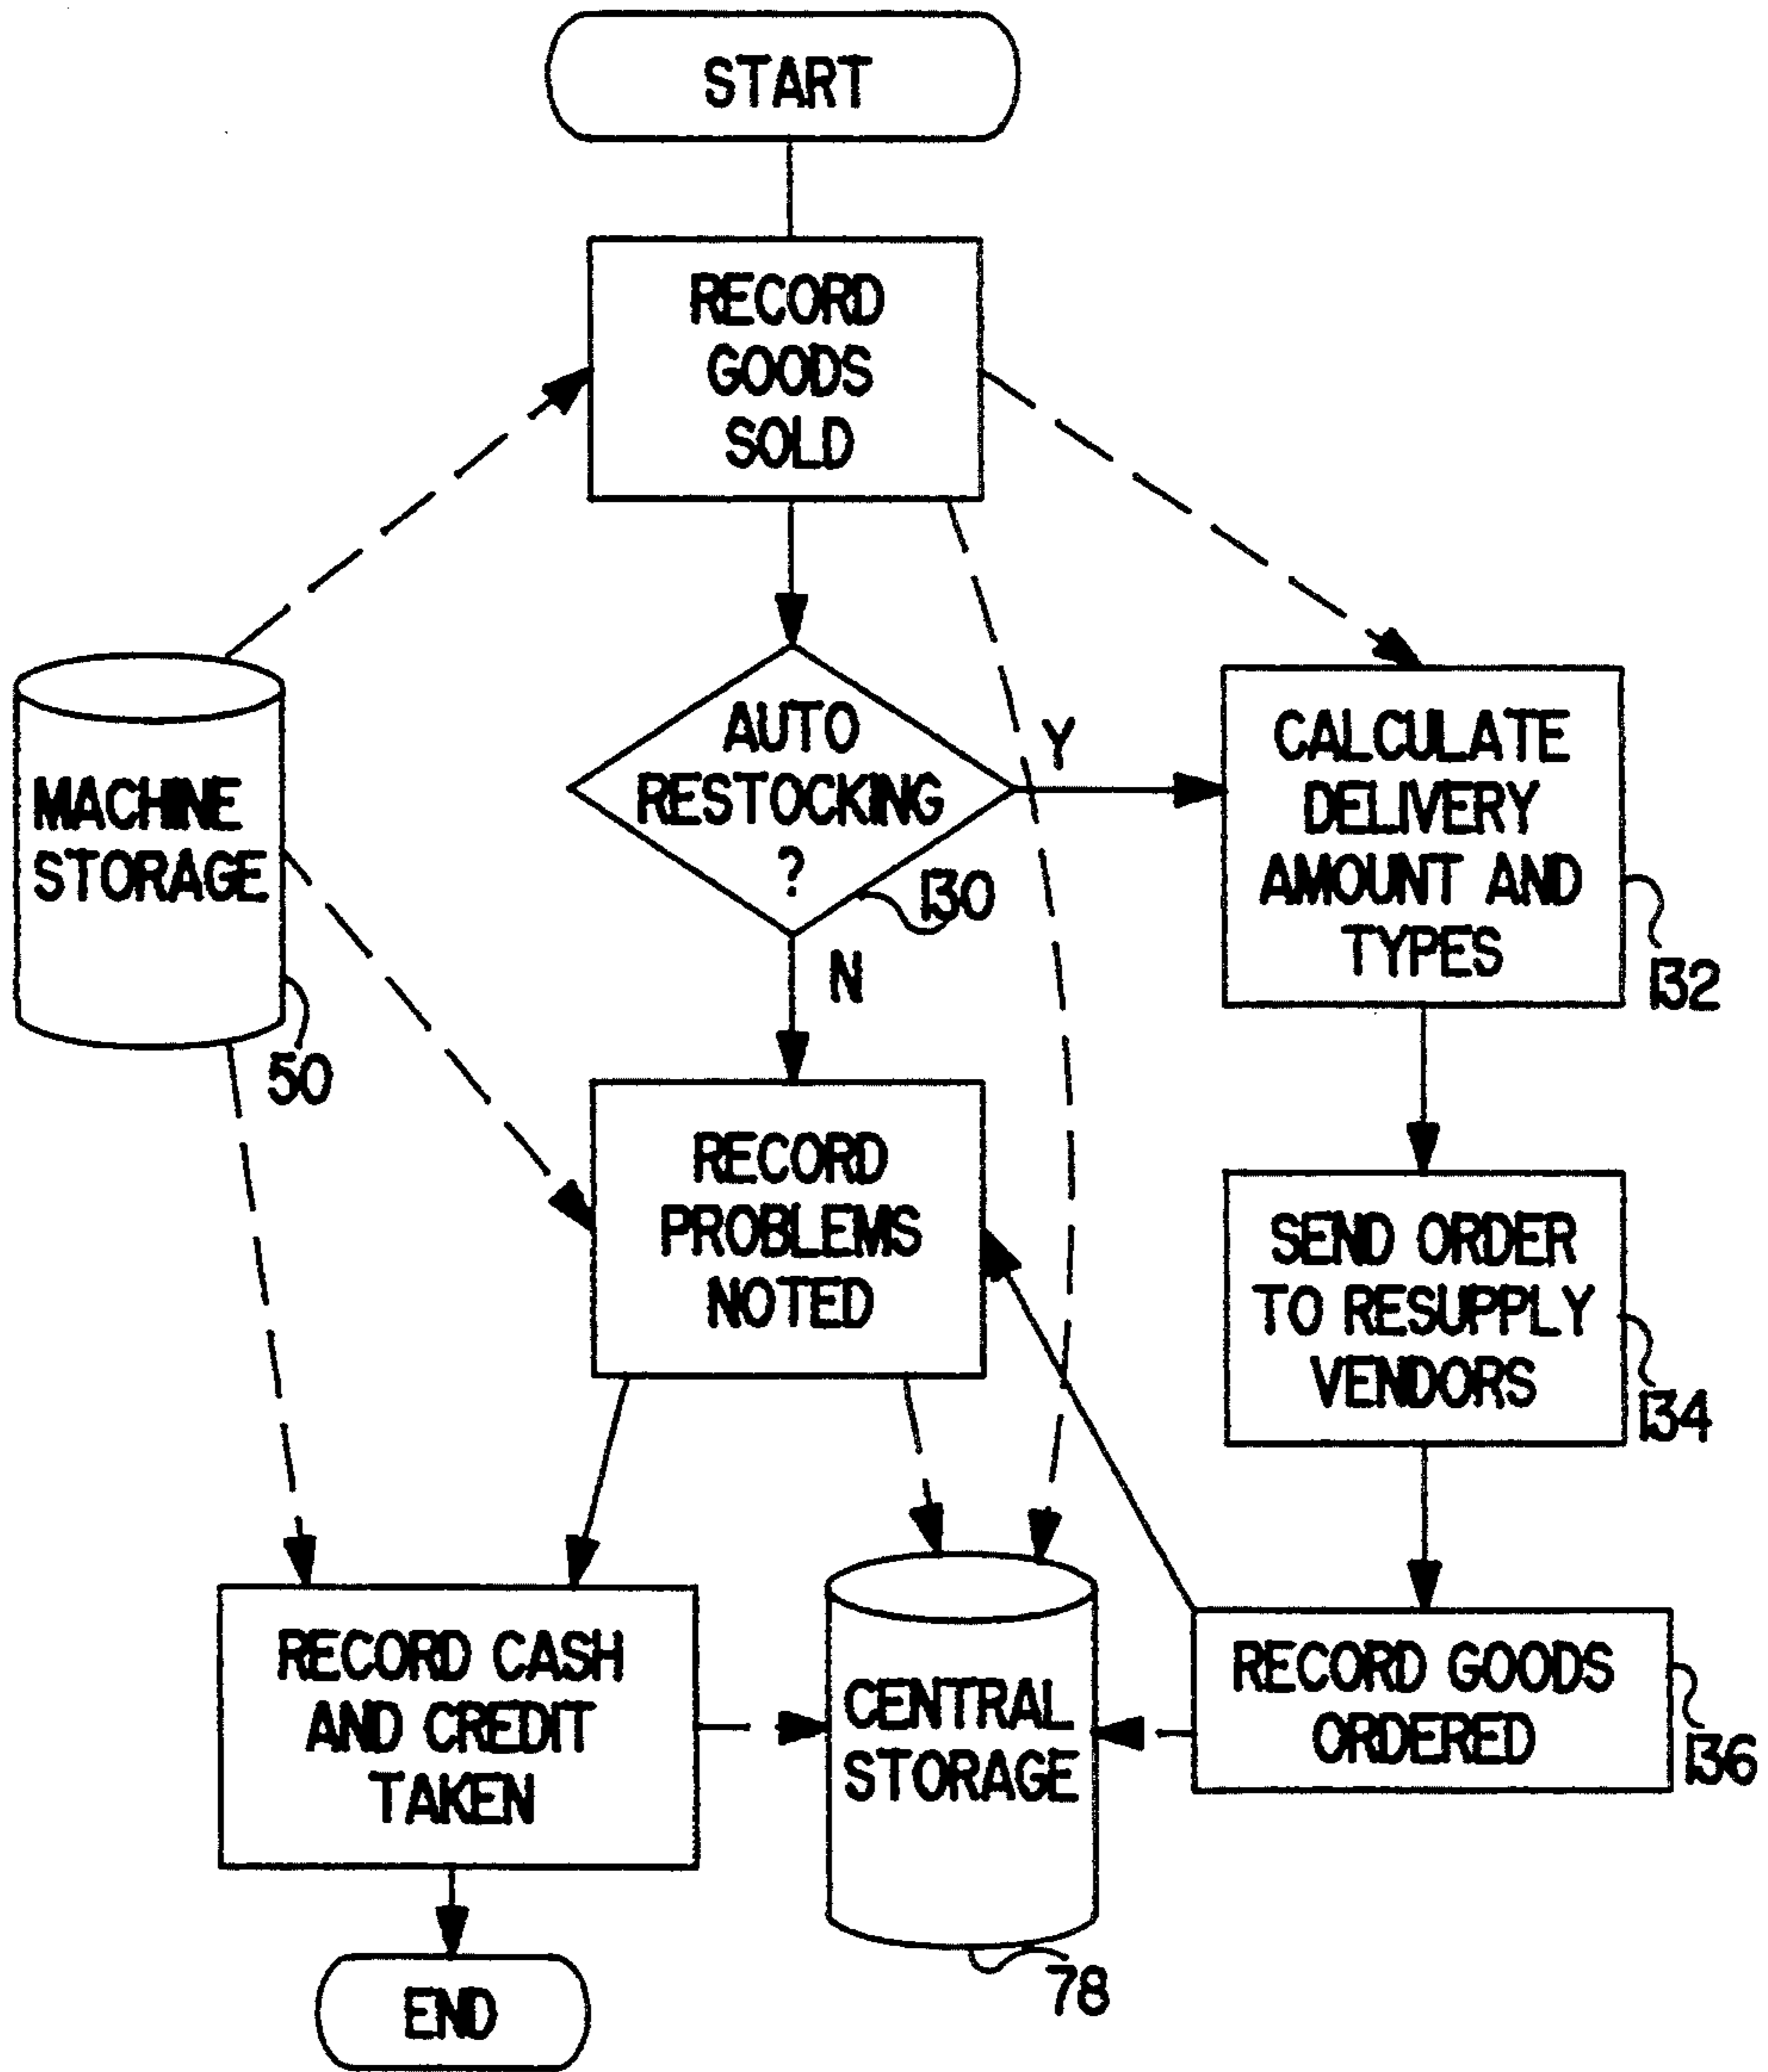 START
RECORD
GOODS
SOLD
AUTO
RESTOCKING
?
130
Y
N
MACHINE
STORAGE
50
CALCULATE
DELIVERY
AMOUNT AND
TYPES
132
RECORD
PROBLEMS
NOTED
SEND ORDER
TO RESUPPLY
VENDORS
134
RECORD CASH
AND CREDIT
TAKEN
CENTRAL
STORAGE
78
RECORD GOODS
ORDERED
136
END